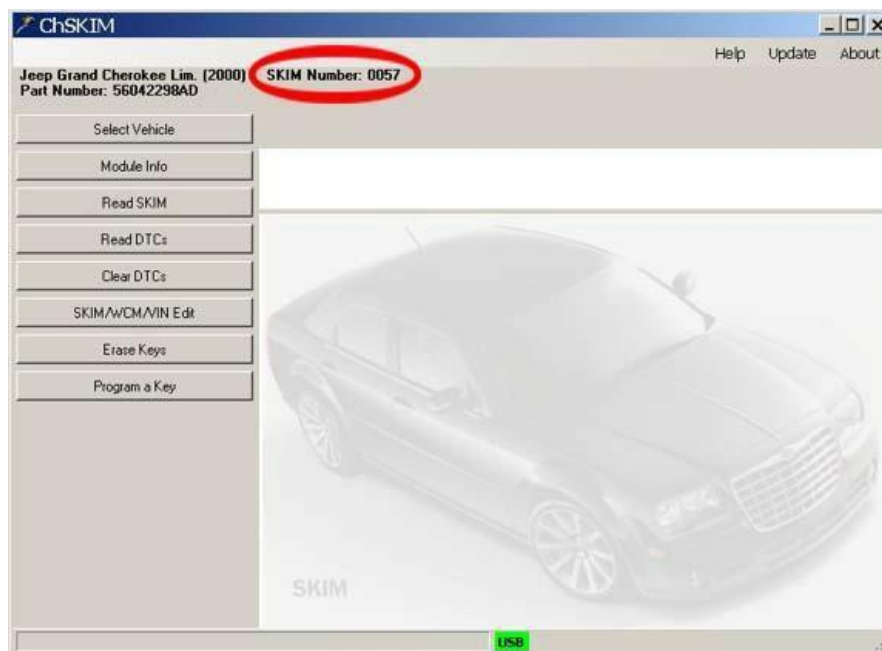 ChSKIM
Help Update About
Jeep Grand Cherokee Lim. (2000) SKIM Number: 0057
Part Number: 56042298AD
Select Vehicle
Module Info
Read SKIM
Read DTCs
Clear DTCs
SKIM/WCM/VIN Edit
Erase Keys
Program a Key
SKIM
USB